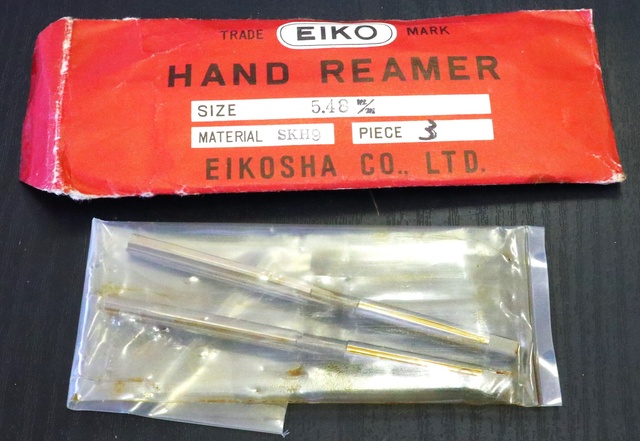 TRADE EIKO MARK
HAND REAMER
SIZE 5.48 m/m
MATERIAL SKH9 PIECE 3
EIKOSHA CO., LTD.